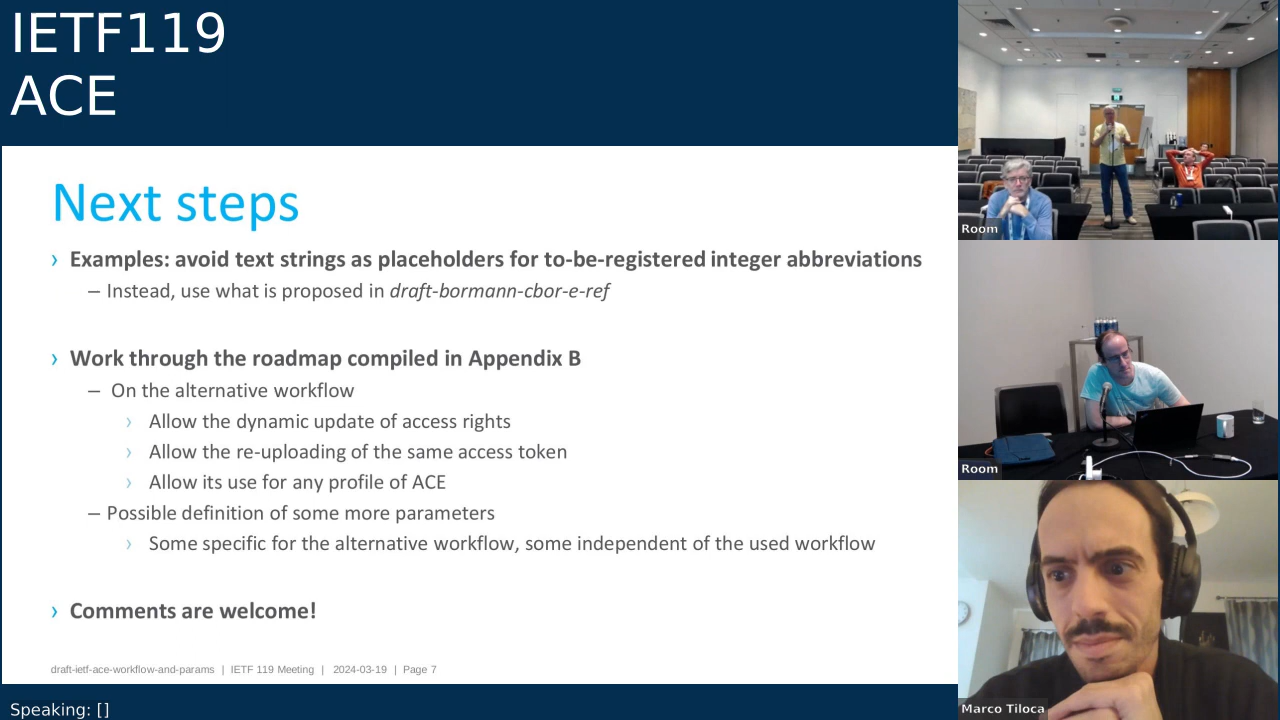 IETF119
ACE
Next steps
› Examples: avoid text strings as placeholders for to-be-registered integer abbreviations
– Instead, use what is proposed in draft-bormann-cbor-e-ref
› Work through the roadmap compiled in Appendix B
– On the alternative workflow
› Allow the dynamic update of access rights
› Allow the re-uploading of the same access token
› Allow its use for any profile of ACE
– Possible definition of some more parameters
› Some specific for the alternative workflow, some independent of the used workflow
› Comments are welcome!
draft-ietf-ace-workflow-and-params | IETF 119 Meeting | 2024-03-19 | Page 7
Speaking: []
Room
Room
Marco Tiloca